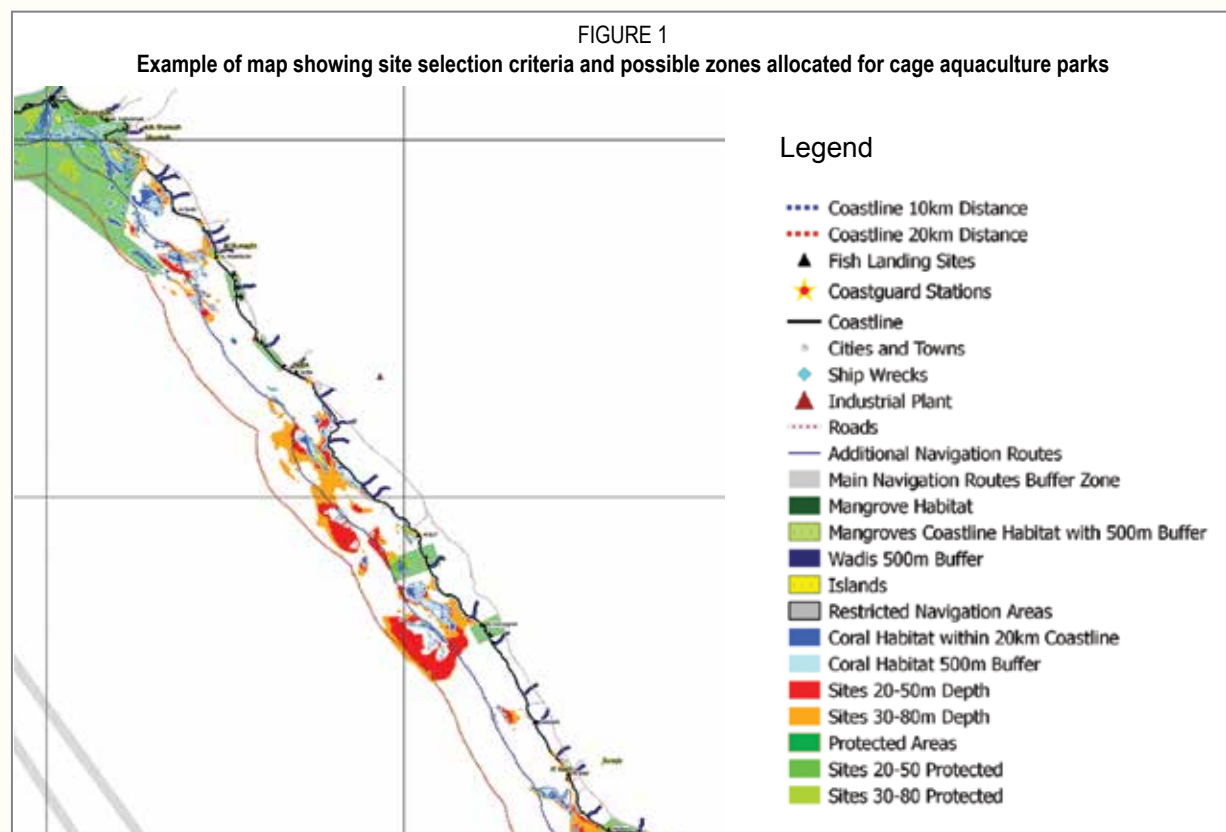 FIGURE 1
Example of map showing site selection criteria and possible zones allocated for cage aquaculture parks
Legend
Coastline 10km Distance
Coastline 20km Distance
Fish Landing Sites
Coastguard Stations
Coastline
Cities and Towns
Ship Wrecks
Industrial Plant
Roads
Additional Navigation Routes
Main Navigation Routes Buffer Zone
Mangrove Habitat
Mangroves Coastline Habitat with 500m Buffer
Wadis 500m Buffer
Islands
Restricted Navigation Areas
Coral Habitat within 20km Coastline
Coral Habitat 500m Buffer
Sites 20-50m Depth
Sites 30-80m Depth
Protected Areas
Sites 20-50 Protected
Sites 30-80 Protected